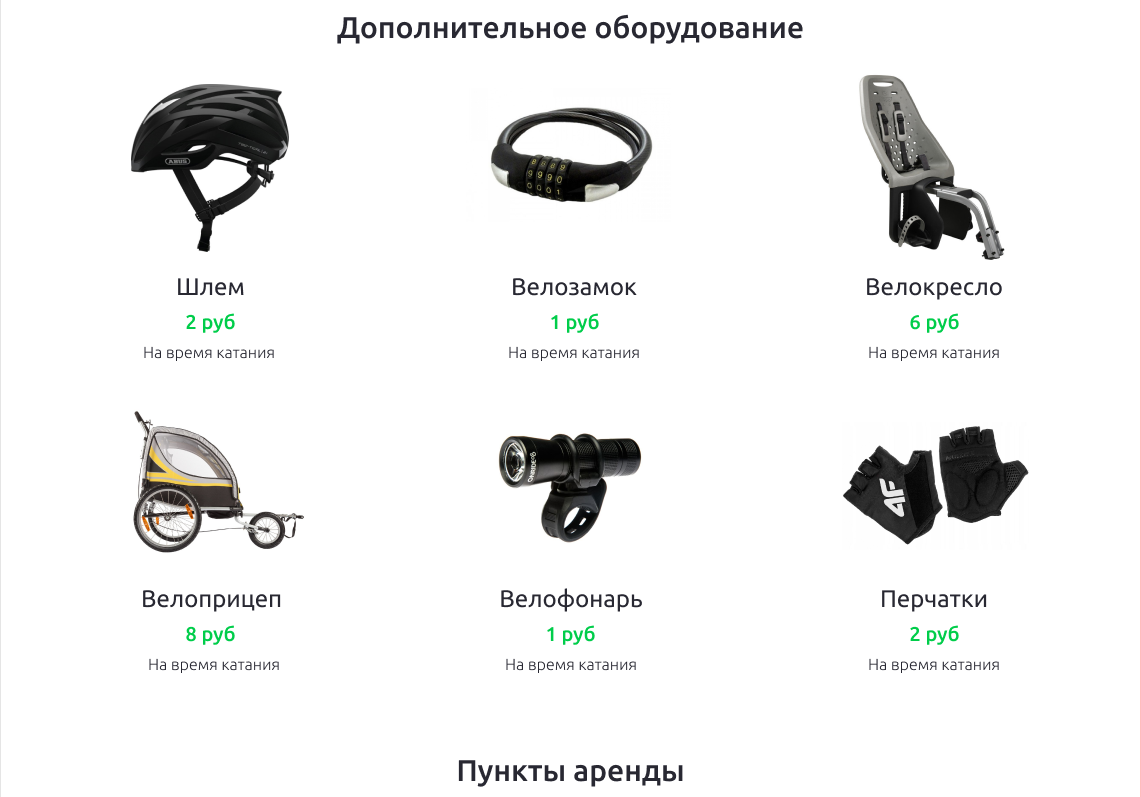 Дополнительное оборудование
ABUS
Шлем
2 руб
На время катания
Велозамок
1 руб
На время катания
Велокресло
6 руб
На время катания
Велоприцеп
8 руб
На время катания
Велофонарь
1 руб
На время катания
4F
Перчатки
2 руб
На время катания
Пункты аренды